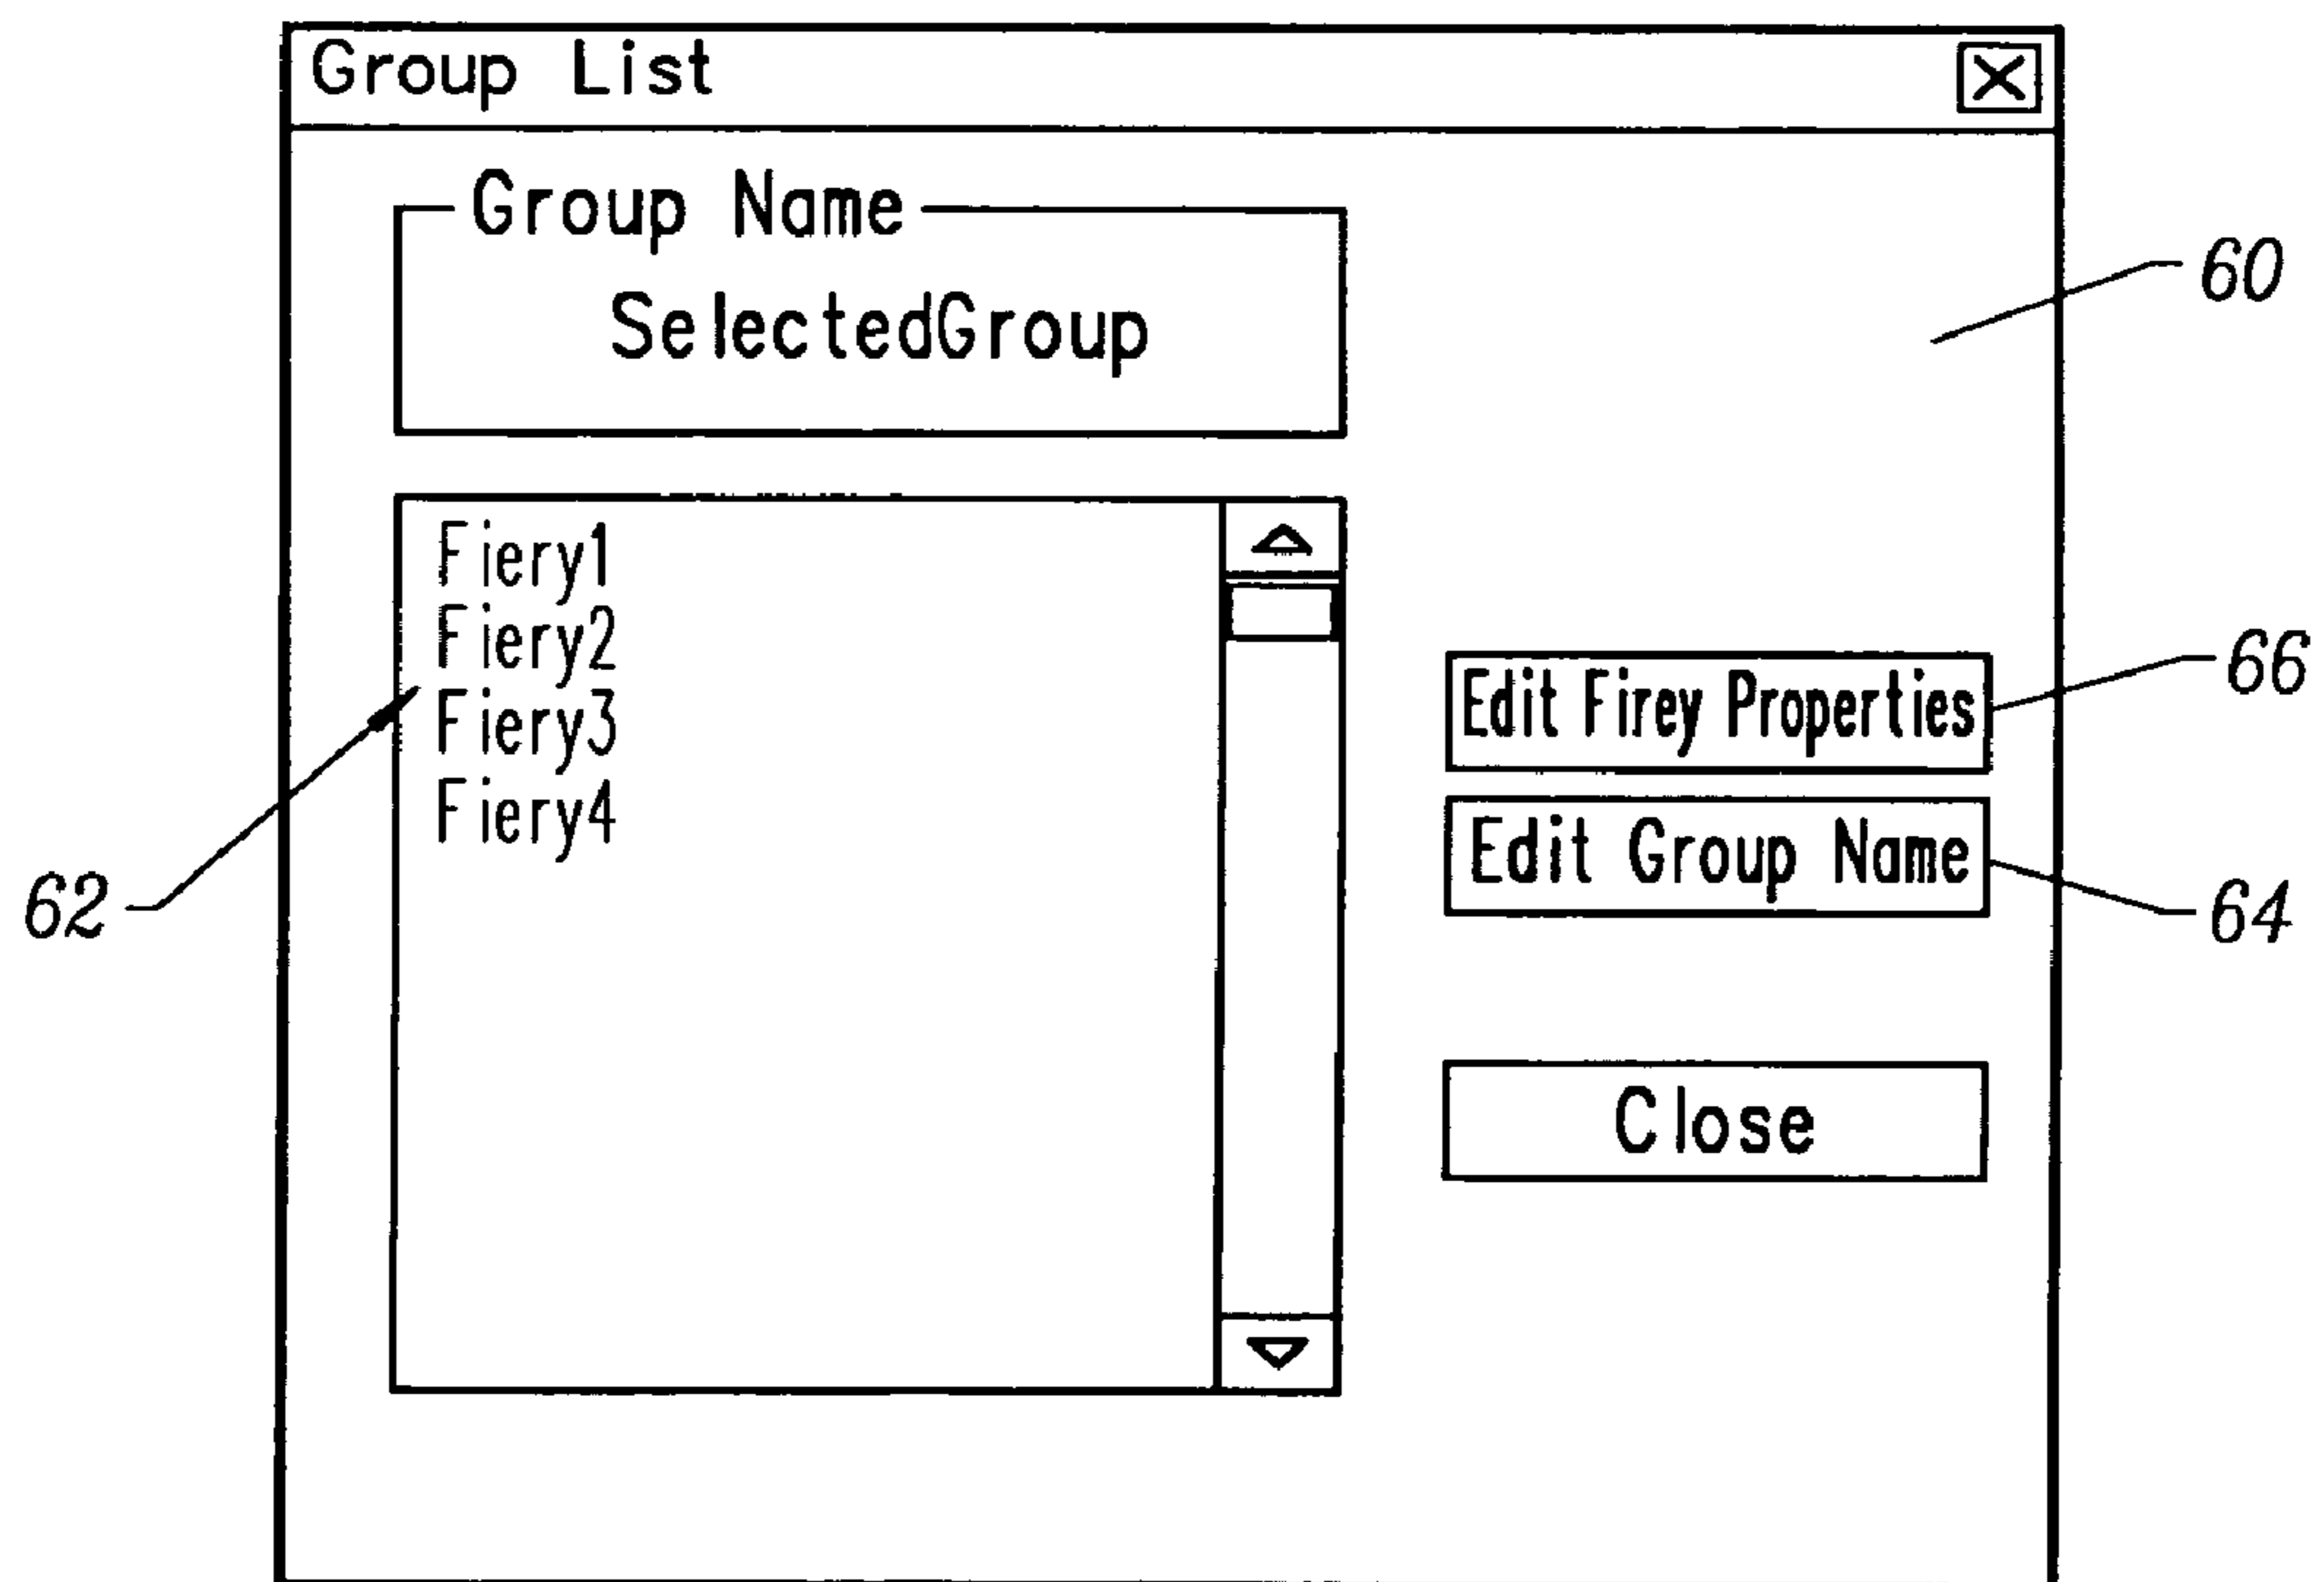 Group List
Group Name
SelectedGroup
60
Fiery1
Fiery2
Fiery3
Fiery4
62
Edit Firey Properties
66
Edit Group Name
64
Close